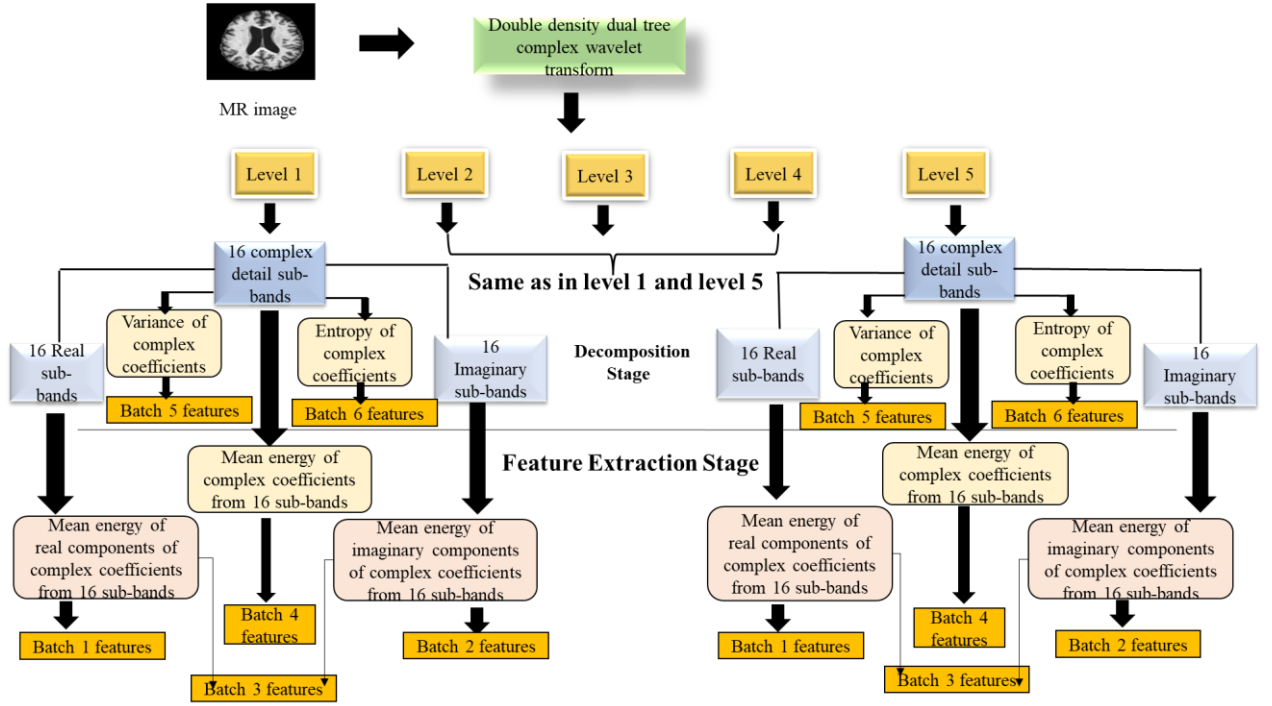 Double density dual tree
complex wavelet
transform
MR image
Level 1
Level 2
Level 3
Level 4
Level 5
16 complex
detail sub-
bands
16 complex
detail sub-
bands
Same as in level 1 and level 5
Variance of
complex
coefficients
Entropy of
complex
coefficients
Variance of
complex
coefficients
Entropy of
complex
coefficients
16 Real
sub-
bands
16
Imaginary
sub-bands
Decomposition
Stage
16 Real
sub-bands
16
Imaginary
sub-bands
Batch 5 features
Batch 6 features
Batch 5 features
Batch 6 features
Mean energy of
complex coefficients
from 16 sub-bands
Feature Extraction Stage
Mean energy of
complex coefficients
from 16 sub-bands
Mean energy of
real components of
complex coefficients
from 16 sub-bands
Mean energy of
imaginary components
of complex coefficients
from 16 sub-bands
Mean energy of
real components of
complex coefficients
from 16 sub-bands
Mean energy of
imaginary components
of complex coefficients
from 16 sub-bands
Batch 1 features
Batch 4
features
Batch 2 features
Batch 1 features
Batch 4
features
Batch 2 features
Batch 3 features
Batch 3 features